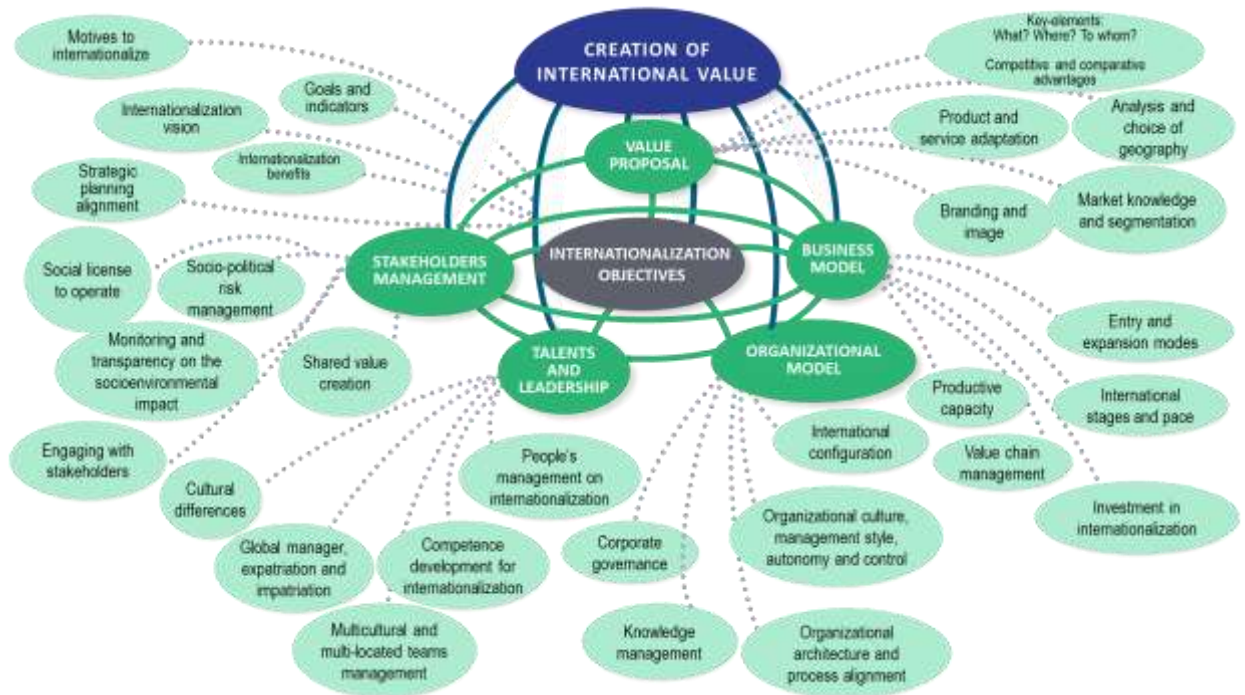 CREATION OF
INTERNATIONAL VALUE
Key-elements:
What? Where? To whom?
Competitive and comparative
advantages
Motives to
internationalize
Goals and
indicators
Internationalization
vision
Internationalization
benefits
Strategic
planning
alignment
VALUE
PROPOSAL
Product and
service adaptation
Analysis and
choice of
geography
Branding and
image
Market knowledge
and segmentation
STAKEHOLDERS
MANAGEMENT
INTERNATIONALIZATION
OBJECTIVES
BUSINESS
MODEL
Social license
to operate
Socio-political
risk
management
Monitoring and
transparency on the
socioenvironmental
impact
Shared value
creation
Engaging with
stakeholders
TALENTS
AND
LEADERSHIP
ORGANIZATIONAL
MODEL
Entry and
expansion modes
Productive
capacity
International
stages and pace
Value chain
management
Investment in
internationalization
Cultural
differences
People's
management on
internationalization
Global manager,
expatriation and
impatriation
Competence
development for
internationalization
Multicultural and
multi-located teams
management
International
configuration
Corporate
governance
Organizational culture,
management style,
autonomy and control
Knowledge
management
Organizational
architecture and
process alignment